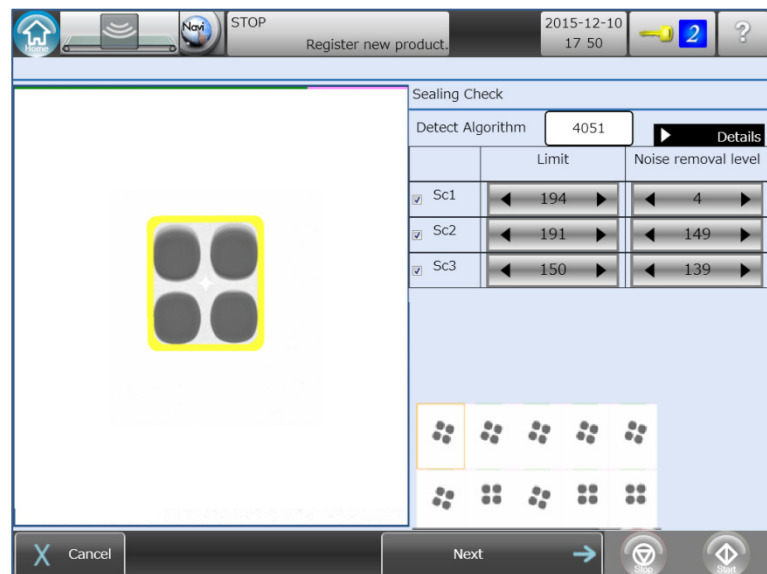 Home
Navi
STOP
Register new product.
2015-12-10
17 50
2
?
Sealing Check
Detect Algorithm 4051 Details
Limit Noise removal level
Sc1 194 4
Sc2 191 149
Sc3 150 139
X Cancel
Next
Stop
Start